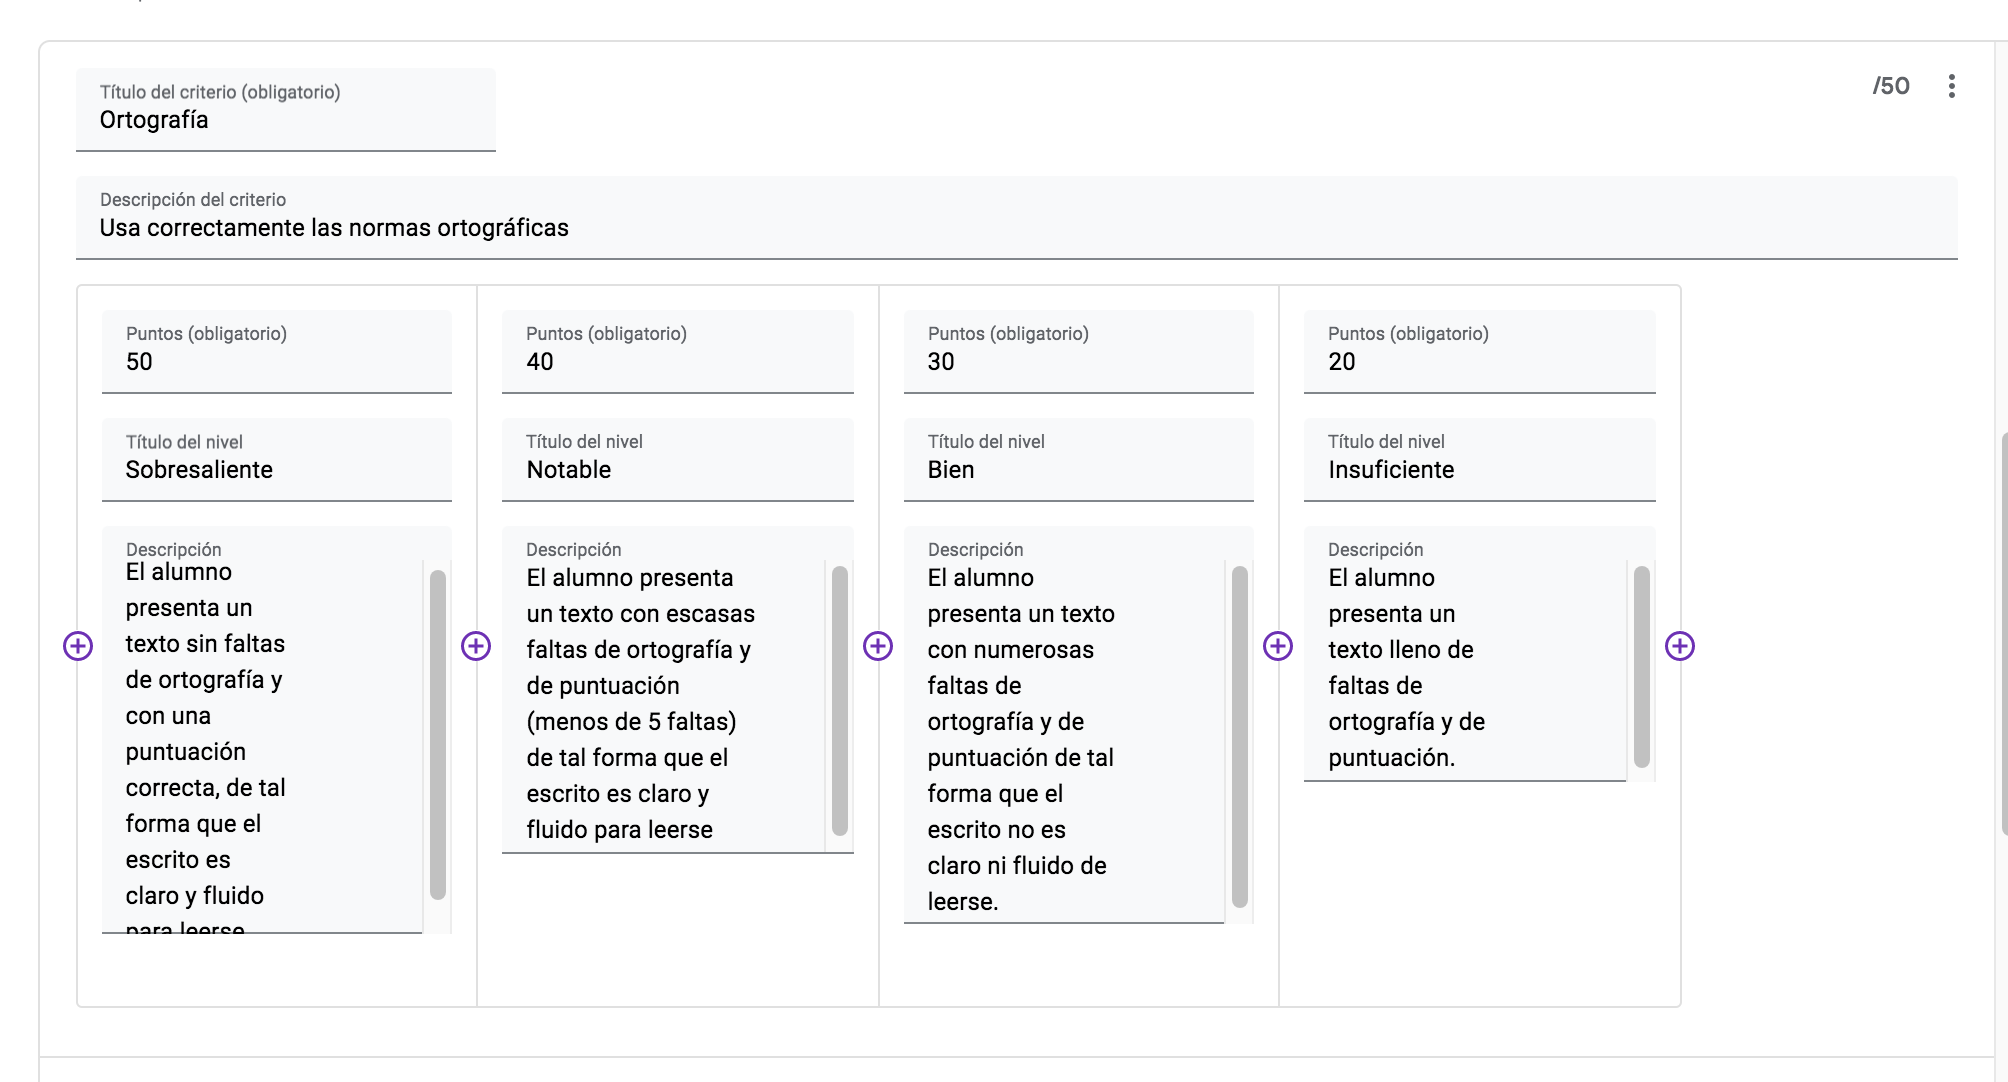 /50
Título del criterio (obligatorio)
Ortografía
Descripción del criterio
Usa correctamente las normas ortográficas
Puntos (obligatorio)
50
Título del nivel
Sobresaliente
Descripción
El alumno
presenta un
texto sin faltas
de ortografía y
con una
puntuación
correcta, de tal
forma que el
escrito es
claro y fluido
para leerse
Puntos (obligatorio)
40
Título del nivel
Notable
Descripción
El alumno presenta
un texto con escasas
faltas de ortografía y
de puntuación
(menos de 5 faltas)
de tal forma que el
escrito es claro y
fluido para leerse
Puntos (obligatorio)
30
Título del nivel
Bien
Descripción
El alumno
presenta un texto
con numerosas
faltas de
ortografía y de
puntuación de tal
forma que el
escrito no es
claro ni fluido de
leerse.
Puntos (obligatorio)
20
Título del nivel
Insuficiente
Descripción
El alumno
presenta un
texto lleno de
faltas de
ortografía y de
puntuación.